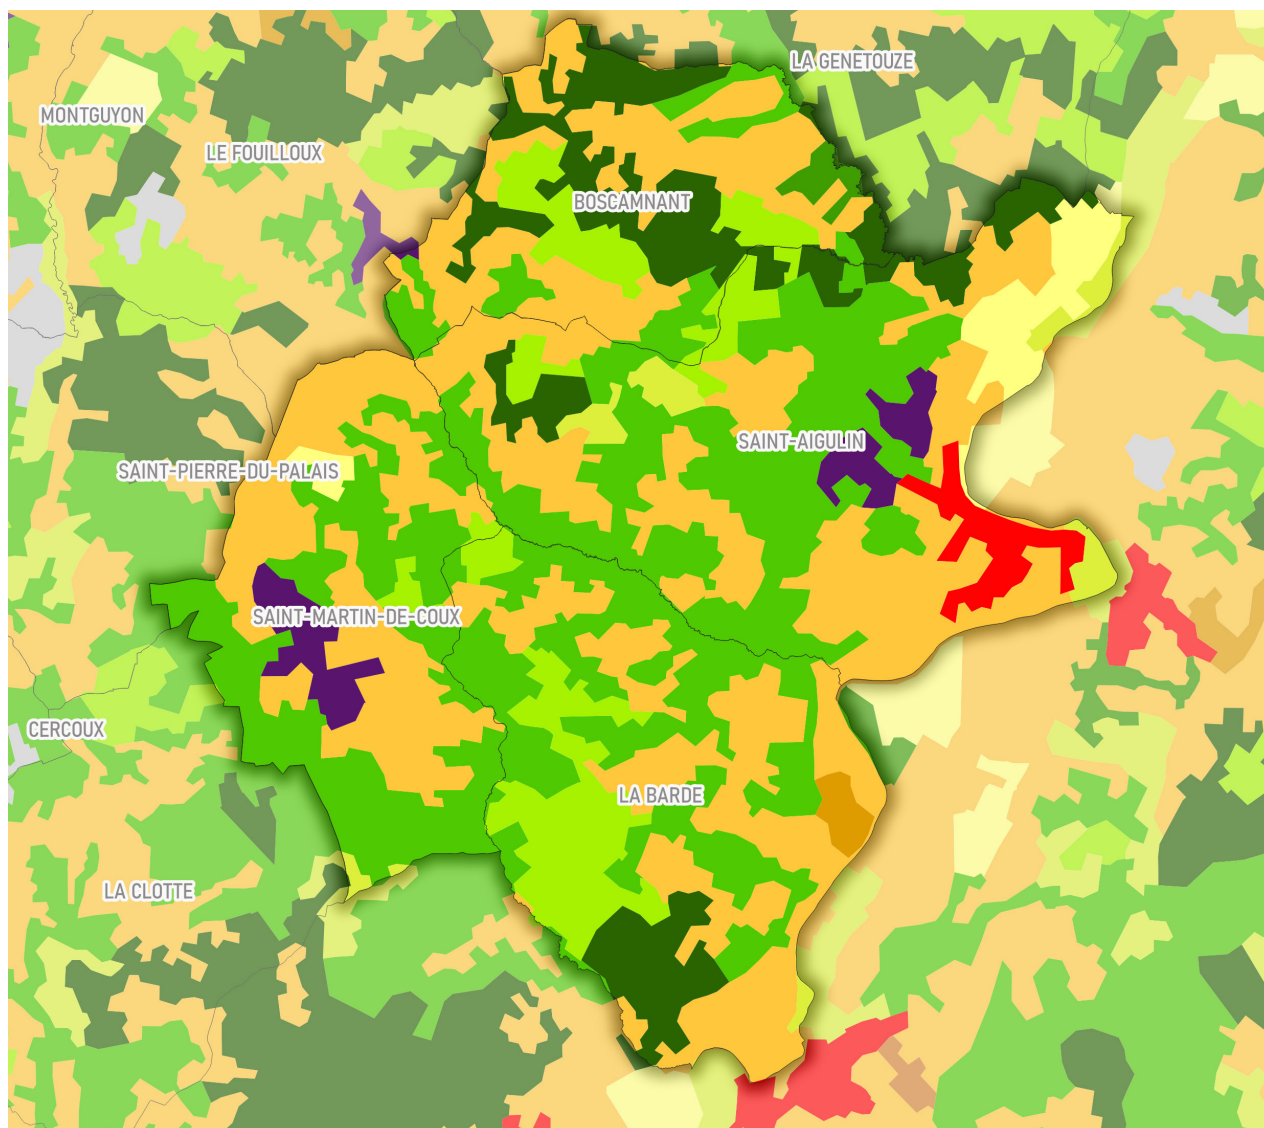 LA GENETOUZE
MONTGUYON
LE FOUILLOUX
BOSCAMNANT
SAINT-AIGULIN
SAINT-PIERRE-DU-PALAIS
SAINT-MARTIN-DE-COUX
CERCOUX
LA BARDE
LA CLOTTE